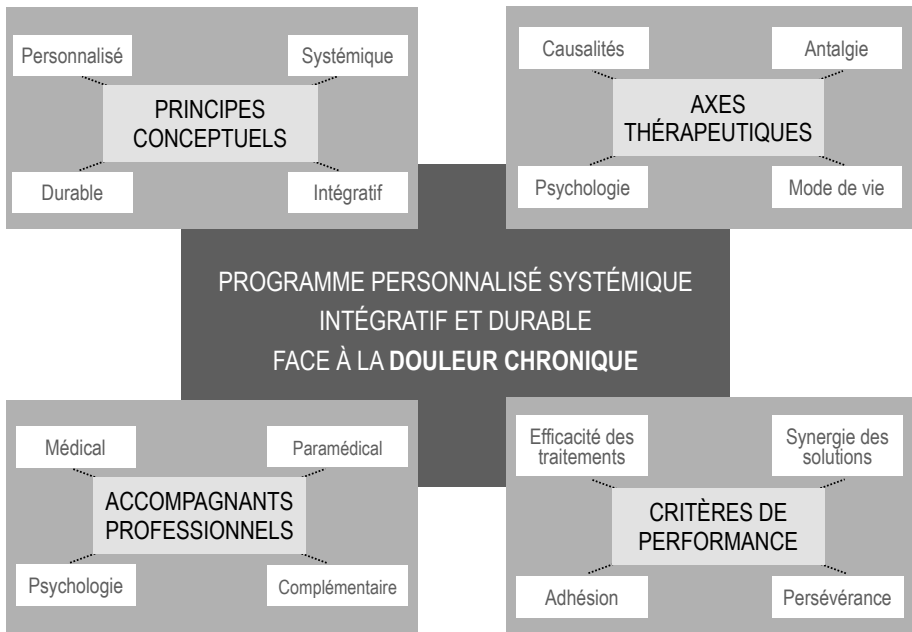 Personnalisé
Systémique
PRINCIPES
CONCEPTUELS
Durable
Intégratif
Causalités
Antalgie
AXES
THÉRAPEUTIQUES
Psychologie
Mode de vie
PROGRAMME PERSONNALISÉ SYSTÉMIQUE
INTÉGRATIF ET DURABLE
FACE À LA DOULEUR CHRONIQUE
Médical
Paramédical
ACCOMPAGNANTS
PROFESSIONNELS
Psychologie
Complémentaire
Efficacité des
traitements
Synergie des
solutions
CRITÈRES DE
PERFORMANCE
Adhésion
Persévérance